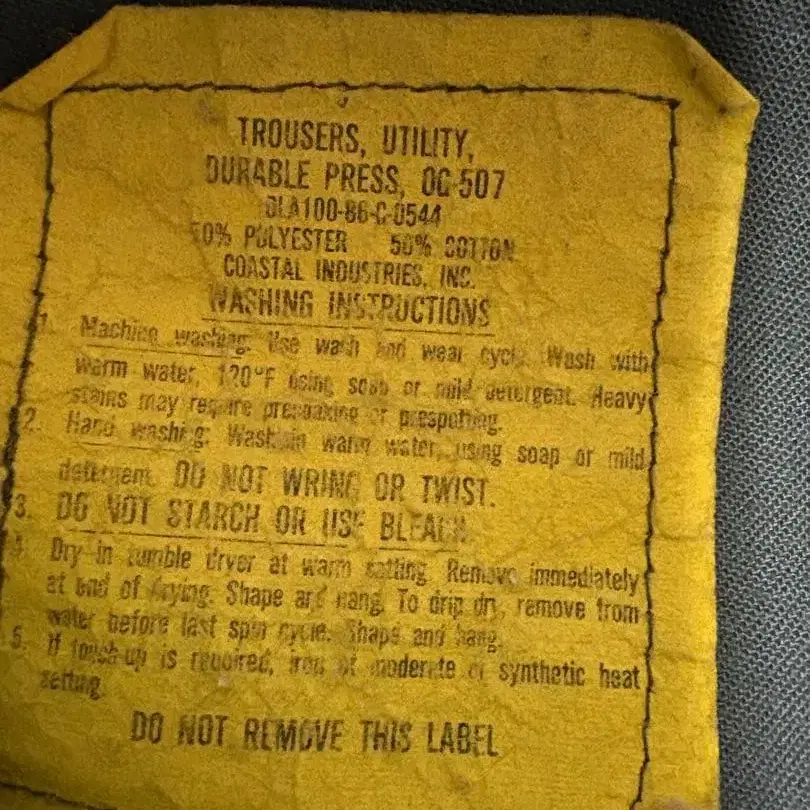 TROUSERS, UTILITY,
DURABLE PRESS, OG-507
DLA100-86-C-0544
50% POLYESTER 50% COTTON
COASTAL INDUSTRIES, INC.
WASHING INSTRUCTIONS
1. Machine washing: Use wash and wear cycle. Wash with
warm water, 120°F using soap or mild detergent. Heavy
stains may require presoaking or prespotting.
2. Hand washing: Wash in warm water, using soap or mild
detergent. DO NOT WRING OR TWIST.
3. DO NOT STARCH OR USE BLEACH.
4. Dry in tumble dryer at warm setting. Remove immediately
at end of drying. Shape and hang. To drip dry, remove from
water before last spin cycle. Shape and hang.
5. If touch-up is required, iron at moderate or synthetic heat
setting.
DO NOT REMOVE THIS LABEL